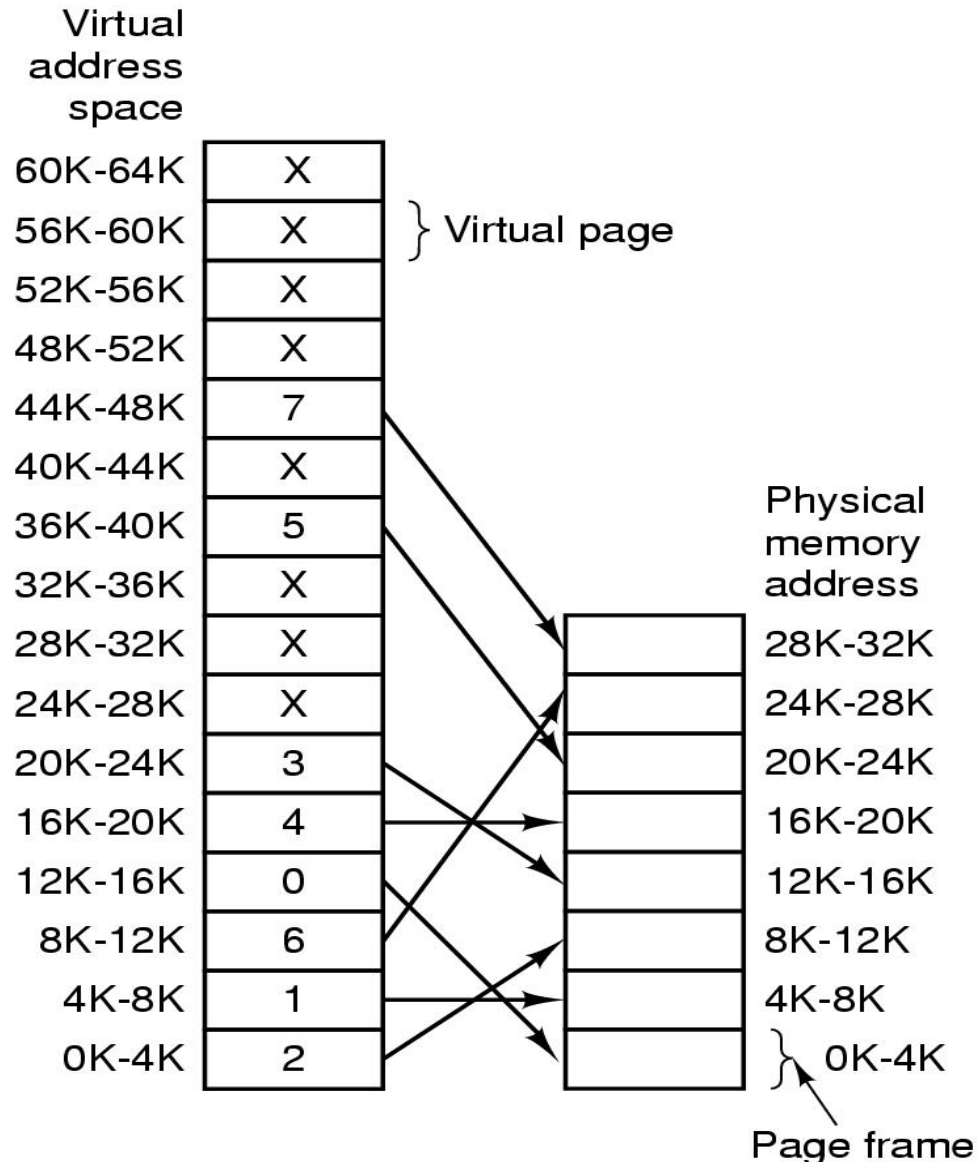 Virtual
address
space
60K-64K X
56K-60K X Virtual page
52K-56K X
48K-52K X
44K-48K 7
40K-44K X
36K-40K 5
32K-36K X
28K-32K X
24K-28K X
20K-24K 3
16K-20K 4
12K-16K 0
8K-12K 6
4K-8K 1
0K-4K 2
Physical
memory
address
28K-32K
24K-28K
20K-24K
16K-20K
12K-16K
8K-12K
4K-8K
0K-4K
Page frame